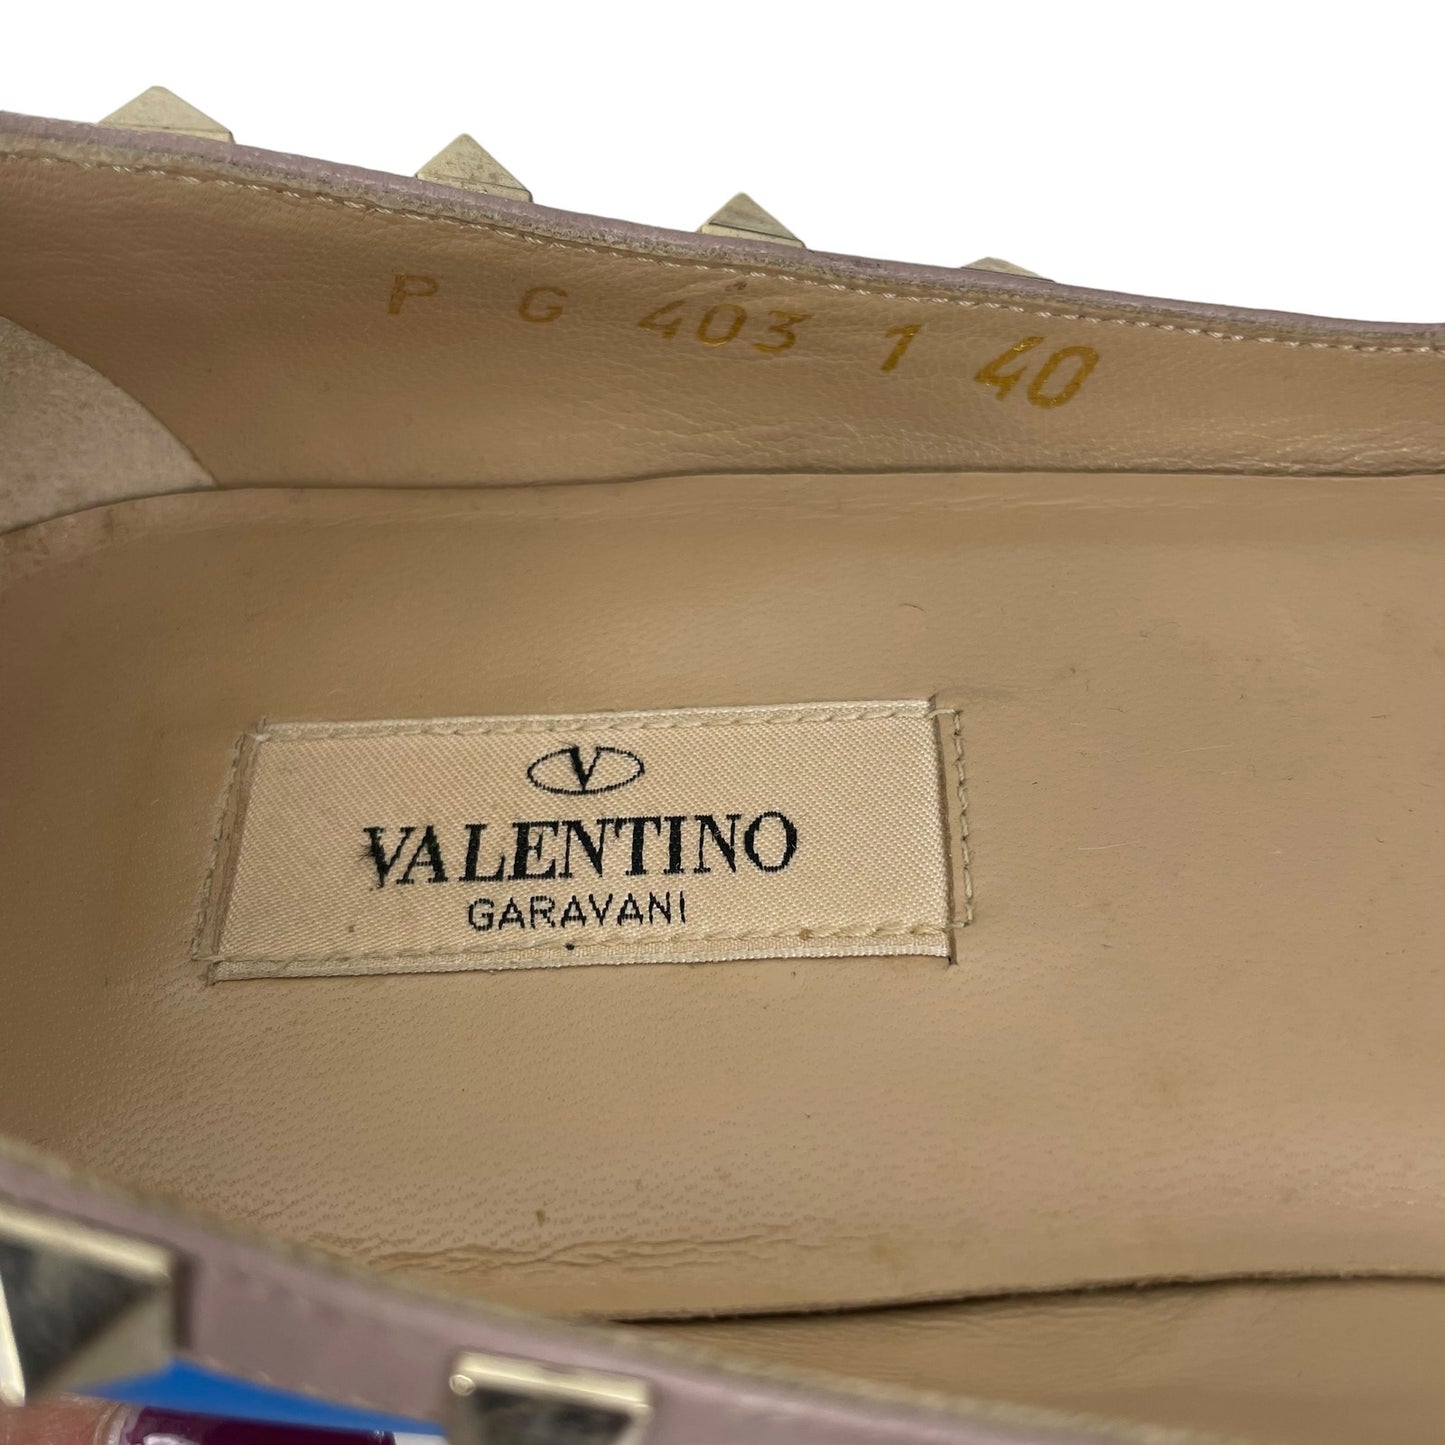 P G 403 1 40
V
VALENTINO
GARAVANI